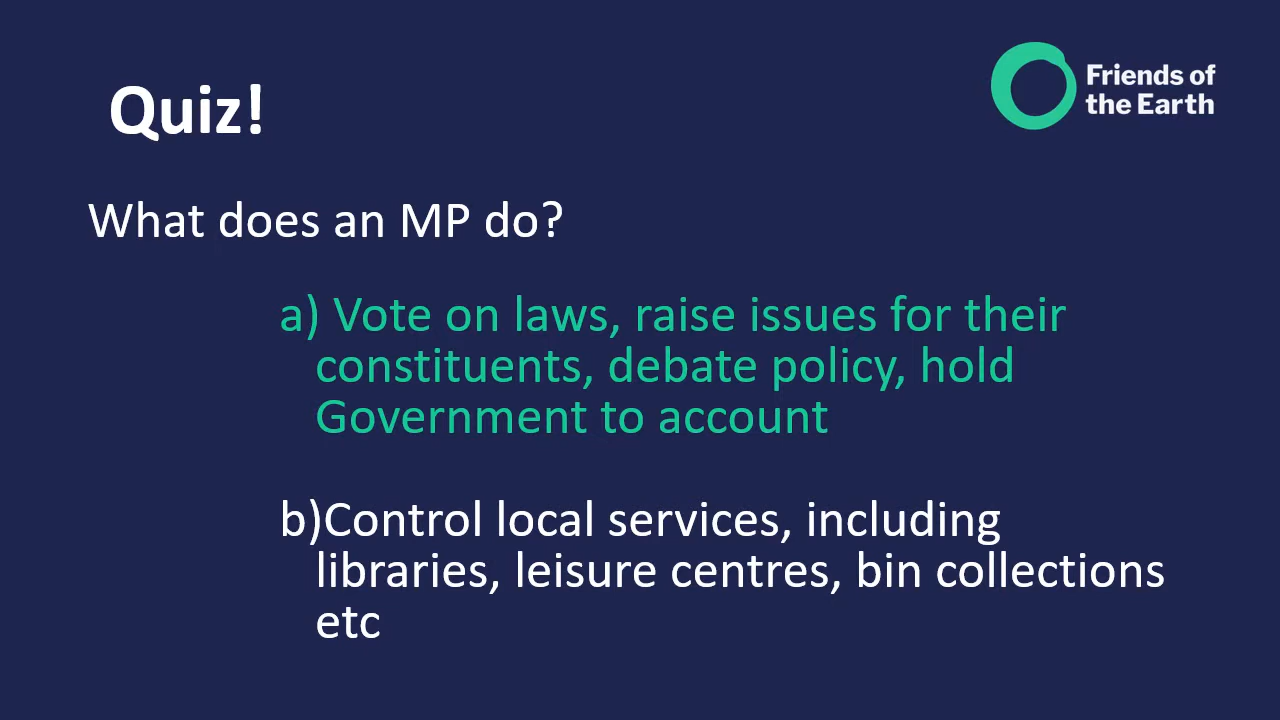 Quiz!
Friends of
the Earth
What does an MP do?
a) Vote on laws, raise issues for their
constituents, debate policy, hold
Government to account
b)Control local services, including
libraries, leisure centres, bin collections
etc